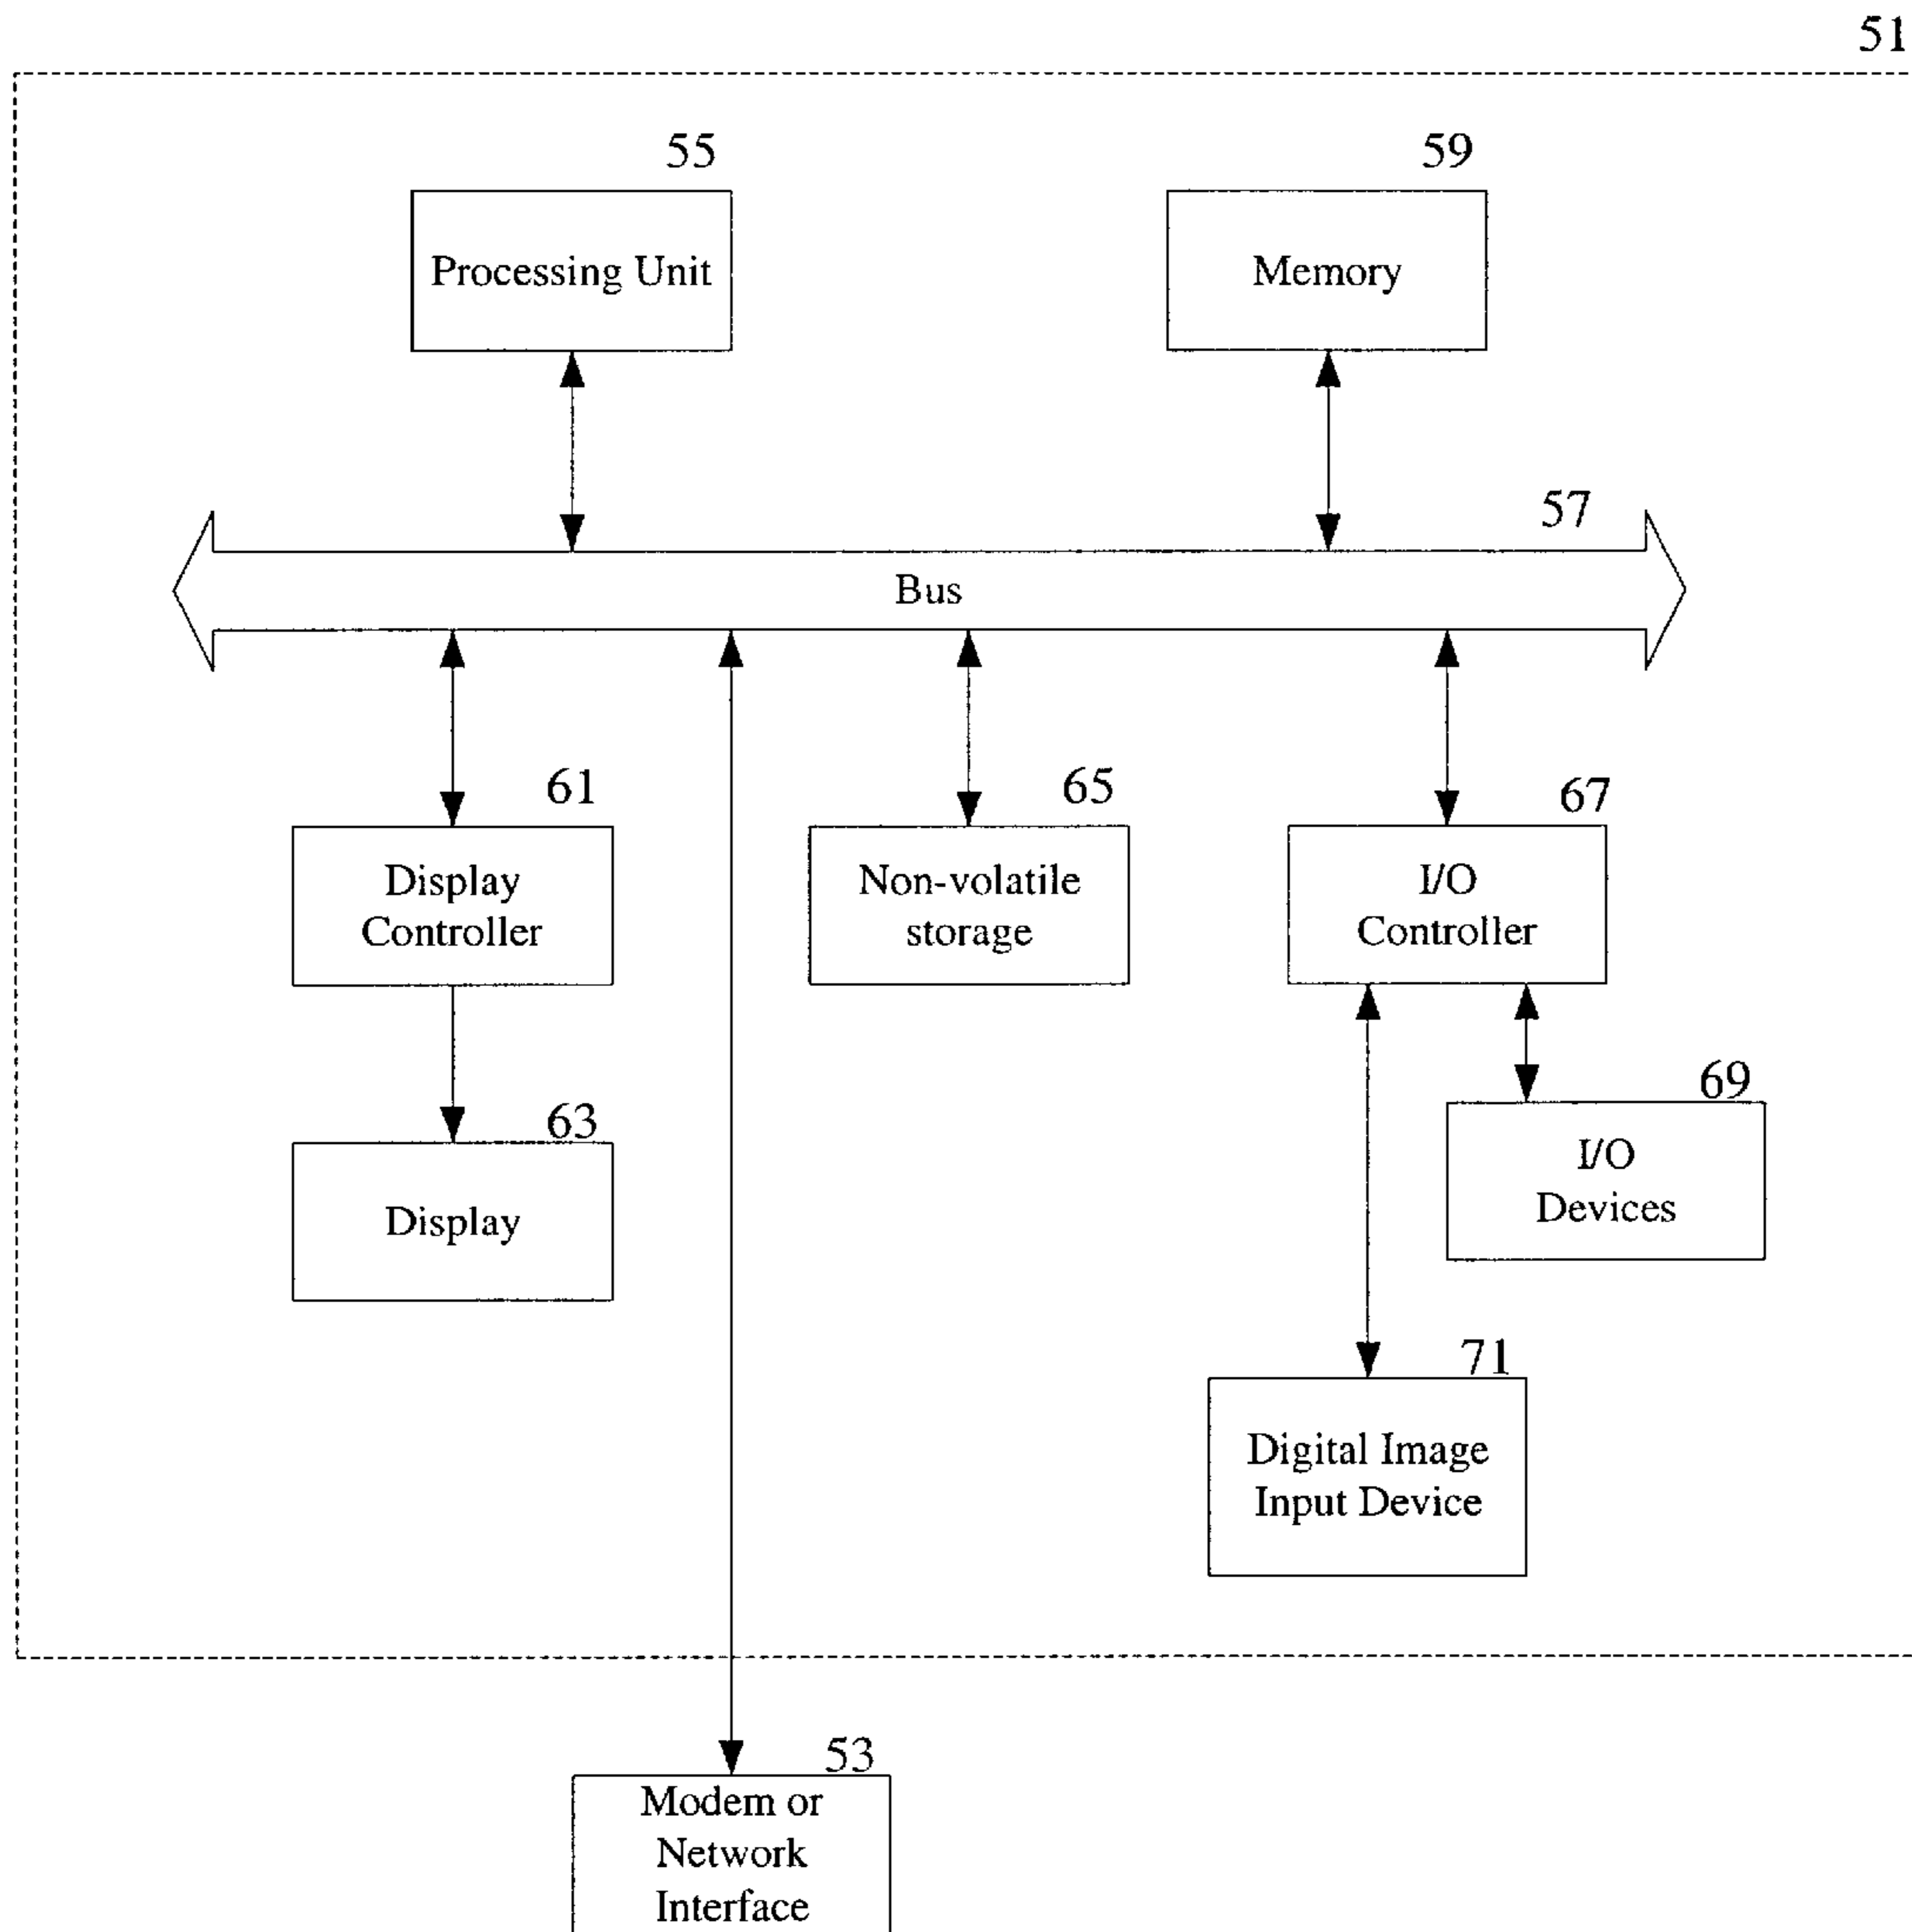 51
55
59
Processing Unit
Memory
57
Bus
61
65
67
Display
Controller
Non-volatile
storage
I/O
Controller
63
69
Display
I/O
Devices
71
Digital Image
Input Device
53
Modem or
Network
Interface